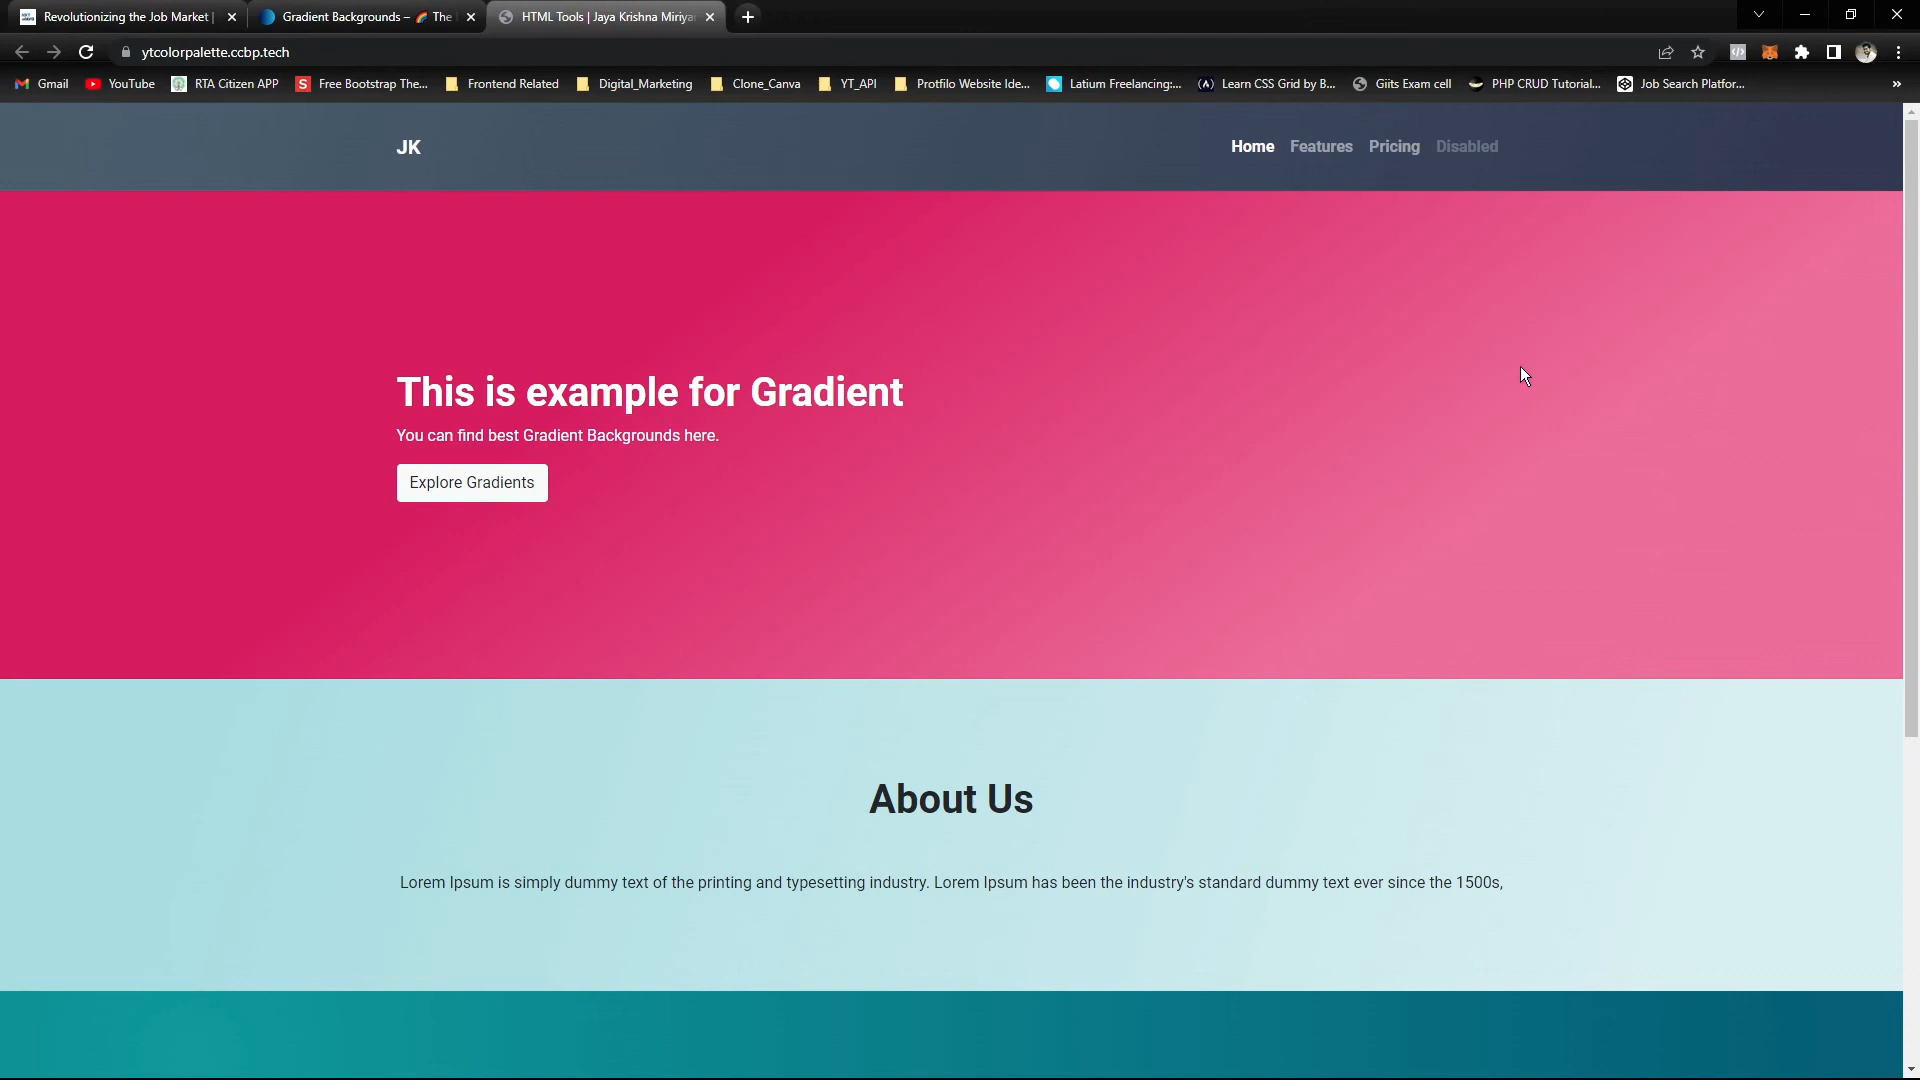 Revolutionizing the Job Market |
Gradient Backgrounds – 🌈 The
HTML Tools | Jaya Krishna Miriya
ytcolorpalette.ccbp.tech
Gmail
YouTube
RTA Citizen APP
Free Bootstrap The...
Frontend Related
Digital_Marketing
Clone_Canva
YT_API
Protfilo Website Ide...
Latium Freelancing:...
Learn CSS Grid by B...
Giits Exam cell
PHP CRUD Tutorial...
Job Search Platfor...
»
JK
Home
Features
Pricing
Disabled
This is example for Gradient
You can find best Gradient Backgrounds here.
Explore Gradients
About Us
Lorem Ipsum is simply dummy text of the printing and typesetting industry. Lorem Ipsum has been the industry's standard dummy text ever since the 1500s,